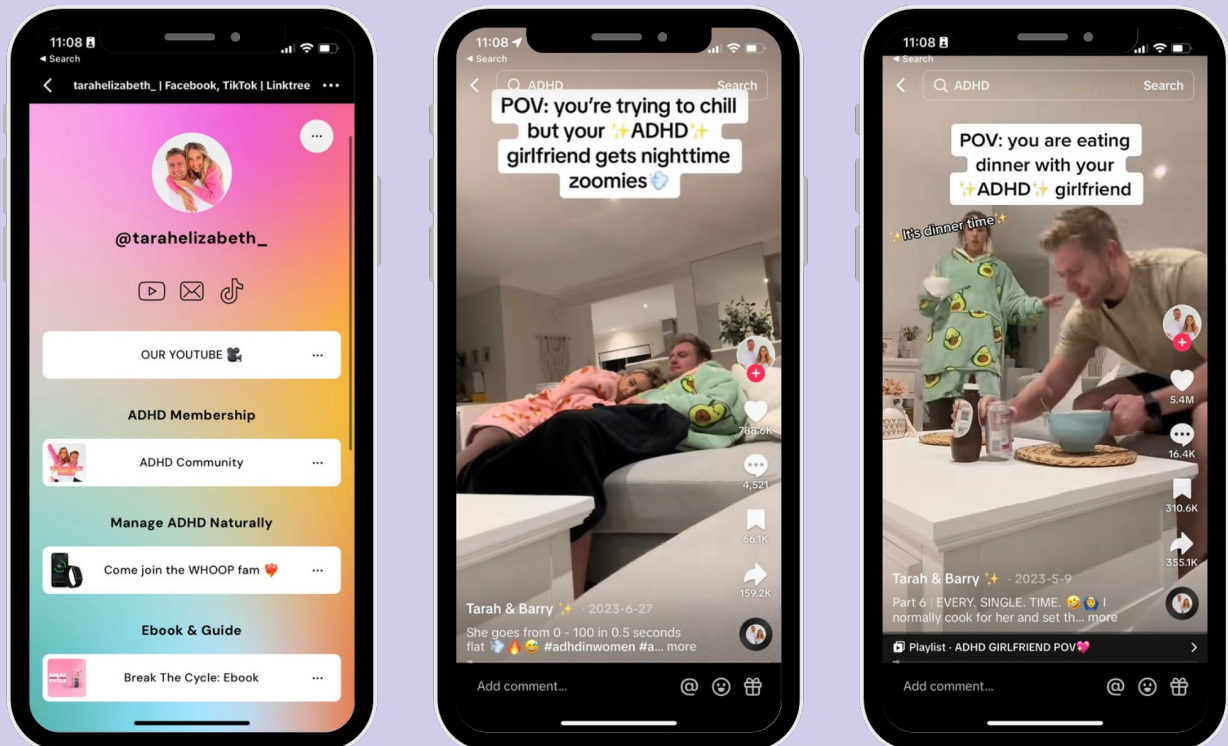 11:08
Search
tarahelizabeth_ | Facebook, TikTok | Linktree
@tarahelizabeth_
OUR YOUTUBE 🎥
ADHD Membership
ADHD Community
Manage ADHD Naturally
Come join the WHOOP fam ❤️‍🔥
Ebook & Guide
BREAK
CYCLE
Break The Cycle: Ebook
11:08
Search
ADHD
Search
POV: you're trying to chill
but your ✨ADHD✨
girlfriend gets nighttime
zoomies💨
788.6K
4,521
66.1K
159.2K
Tarah & Barry ✨ · 2023-6-27
She goes from 0 - 100 in 0.5 seconds
flat 💨🔥😅 #adhdinwomen #a... more
Add comment...
11:08
Search
ADHD
Search
POV: you are eating
dinner with your
✨ADHD✨ girlfriend
✨It's dinner time✨
5.4M
16.4K
310.6K
355.1K
Tarah & Barry ✨ · 2023-5-9
Part 6 | EVERY. SINGLE. TIME. 🤣🙆‍♀️ I
normally cook for her and set th... more
Playlist · ADHD GIRLFRIEND POV💖
Add comment...